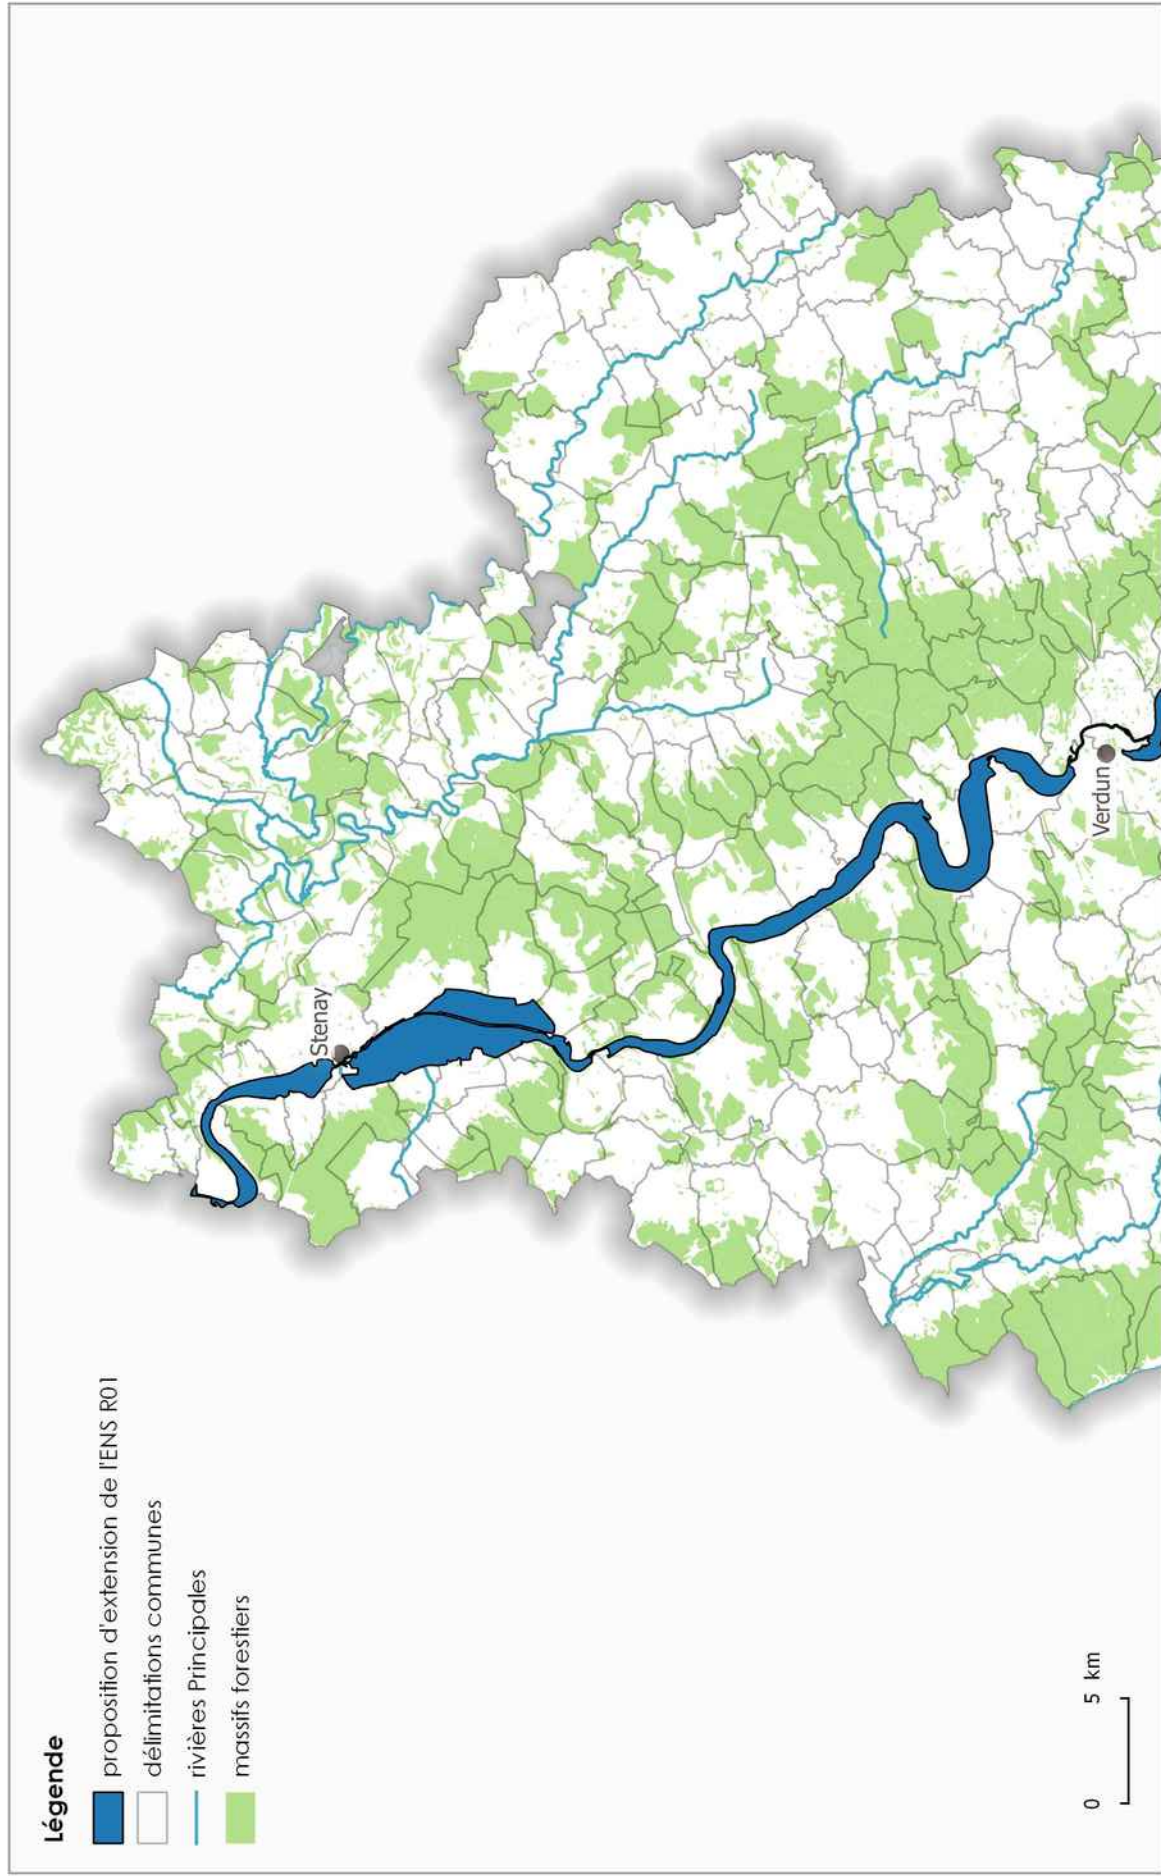 Légende
proposition d'extension de l'ENS R01
délimitations communes
rivières Principales
massifs forestiers
Stenay
Verdun
0 5 km